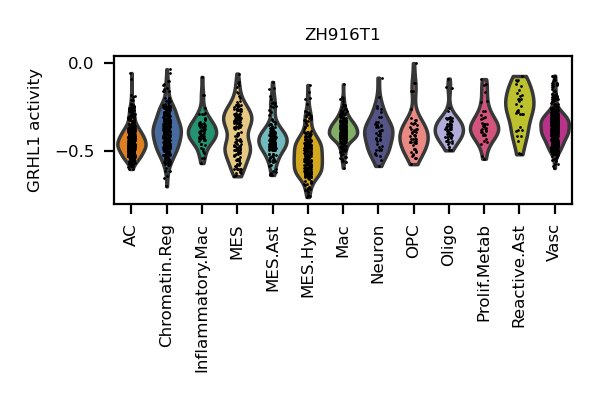 ZH916T1
GRHL1 activity
0.0
−0.5
AC
Chromatin.Reg
Inflammatory.Mac
MES
MES.Ast
MES.Hyp
Mac
Neuron
OPC
Oligo
Prolif.Metab
Reactive.Ast
Vasc